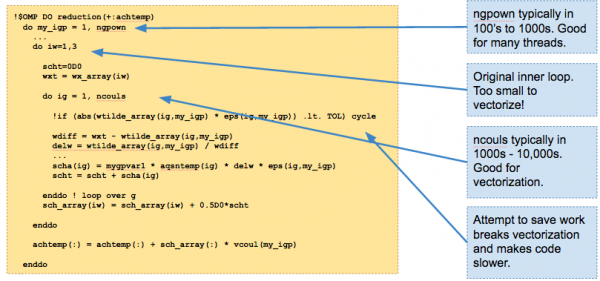 !$OMP DO reduction(+:achtemp)
do my_igp = 1, ngpown
...
do iw=1,3
scht=0D0
wxt = wx_array(iw)
do ig = 1, ncouls
!if (abs(wtilde_array(ig,my_igp) * eps(ig,my_igp)) .lt. TOL) cycle
wdiff = wxt - wtilde_array(ig,my_igp)
delw = wtilde_array(ig,my_igp) / wdiff
...
scha(ig) = mygpvar1 * aqsntemp(ig) * delw * eps(ig,my_igp)
scht = scht + scha(ig)
enddo ! loop over g
sch_array(iw) = sch_array(iw) + 0.5D0*scht
enddo
achtemp(:) = achtemp(:) + sch_array(:) * vcoul(my_igp)
enddo
ngpown typically in
100's to 1000s. Good
for many threads.
Original inner loop.
Too small to
vectorize!
ncouls typically in
1000s - 10,000s.
Good for
vectorization.
Attempt to save work
breaks vectorization
and makes code
slower.